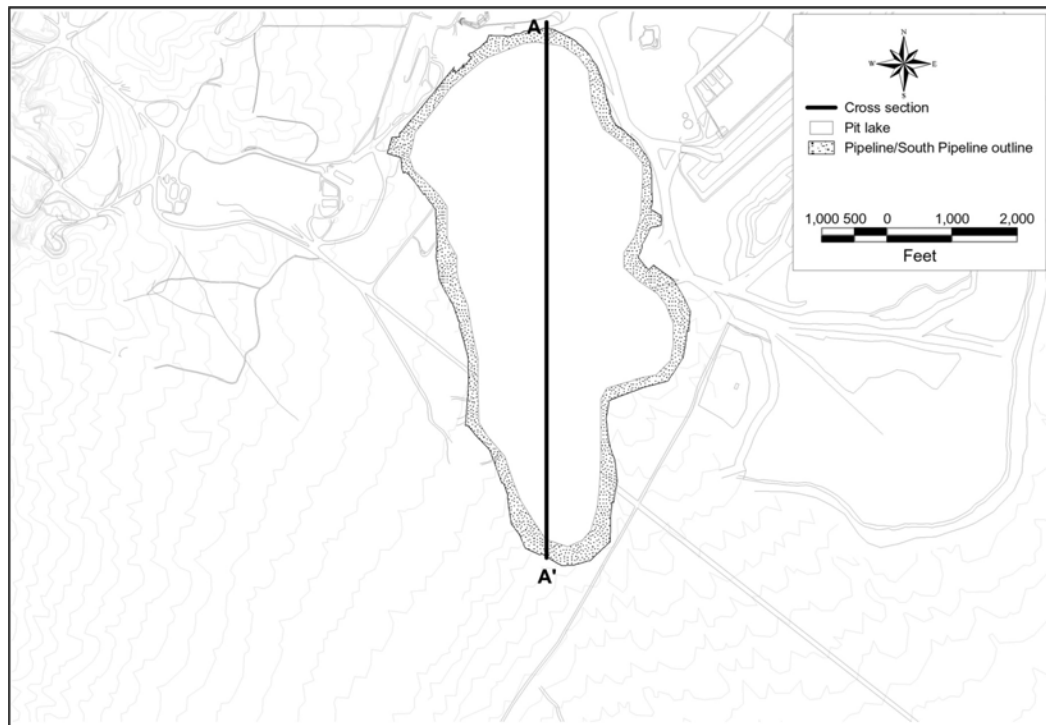 A
N
W E
S
Cross section
Pit lake
Pipeline/South Pipeline outline
1,000 500 0 1,000 2,000
Feet
A'